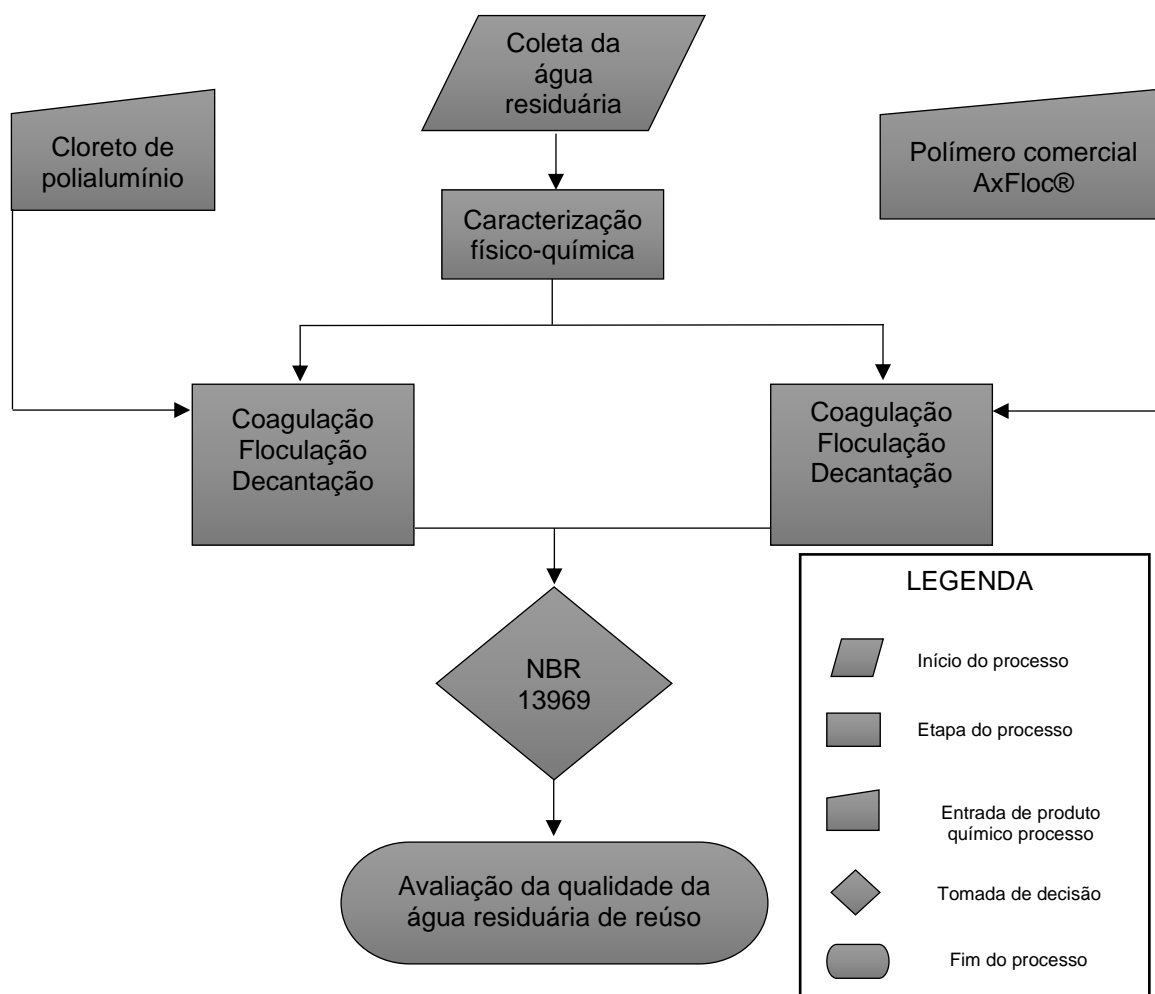 Coleta da
água
residuária
Cloreto de
polialumínio
Polímero comercial
AxFloc®
Caracterização
físico-química
Coagulação
Floculação
Decantação
Coagulação
Floculação
Decantação
NBR
13969
Avaliação da qualidade da
água residuária de reúso
LEGENDA
Início do processo
Etapa do processo
Entrada de produto
químico processo
Tomada de decisão
Fim do processo